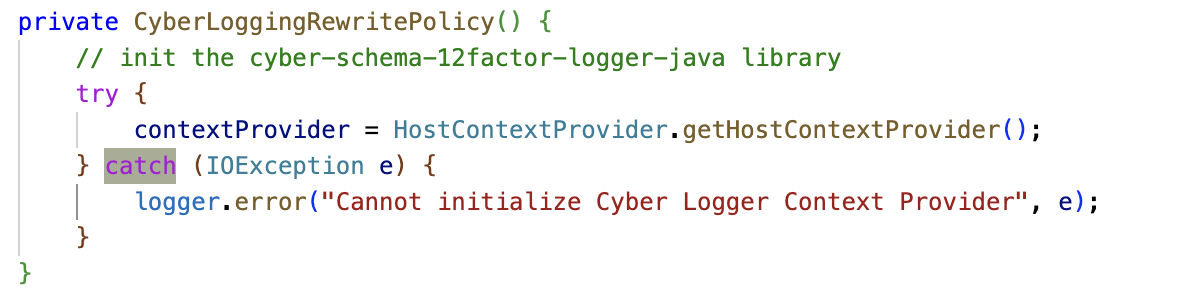 private CyberLoggingRewritePolicy() {
    // init the cyber-schema-12factor-logger-java library
    try {
        contextProvider = HostContextProvider.getHostContextProvider();
    } catch (IOException e) {
        logger.error("Cannot initialize Cyber Logger Context Provider", e);
    }
}